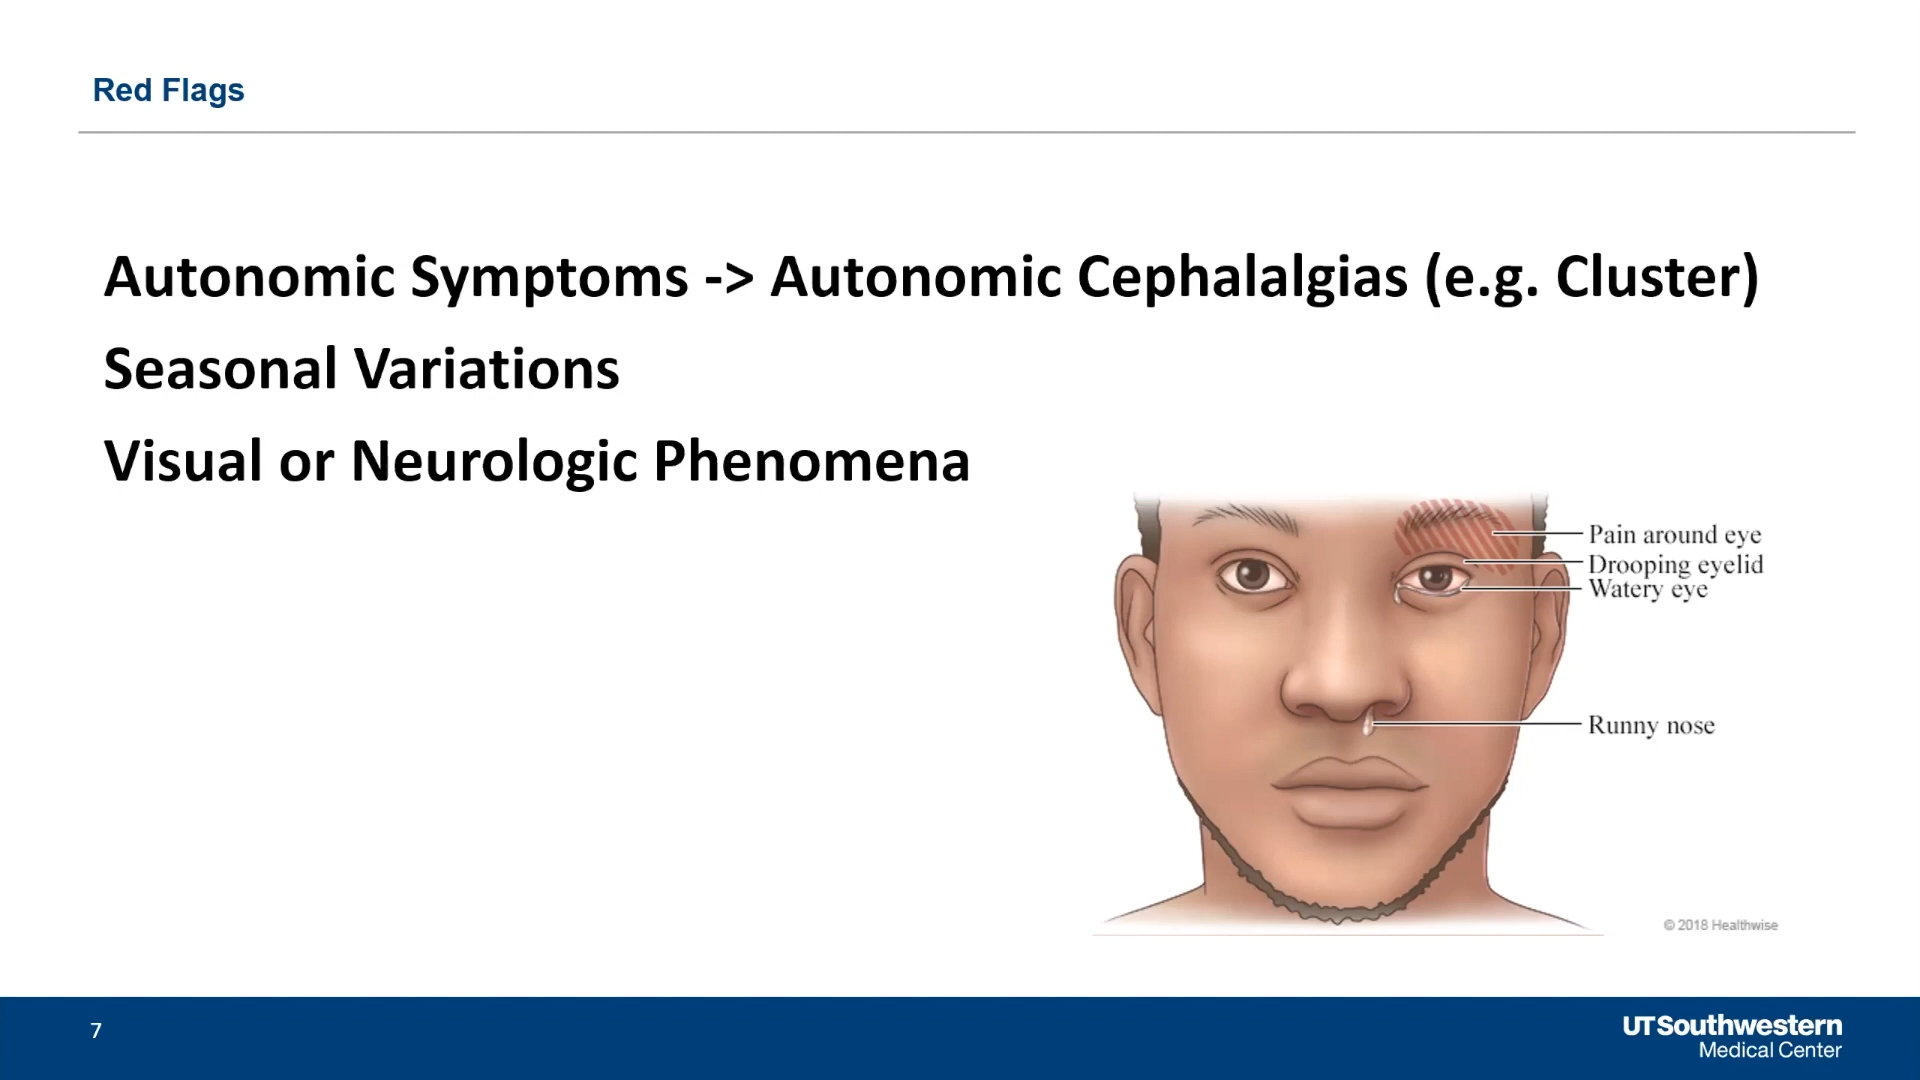 Red Flags
Autonomic Symptoms -> Autonomic Cephalalgias (e.g. Cluster)
Seasonal Variations
Visual or Neurologic Phenomena
Pain around eye
Drooping eyelid
Watery eye
Runny nose
© 2018 Healthwise
7
UTSouthwestern
Medical Center